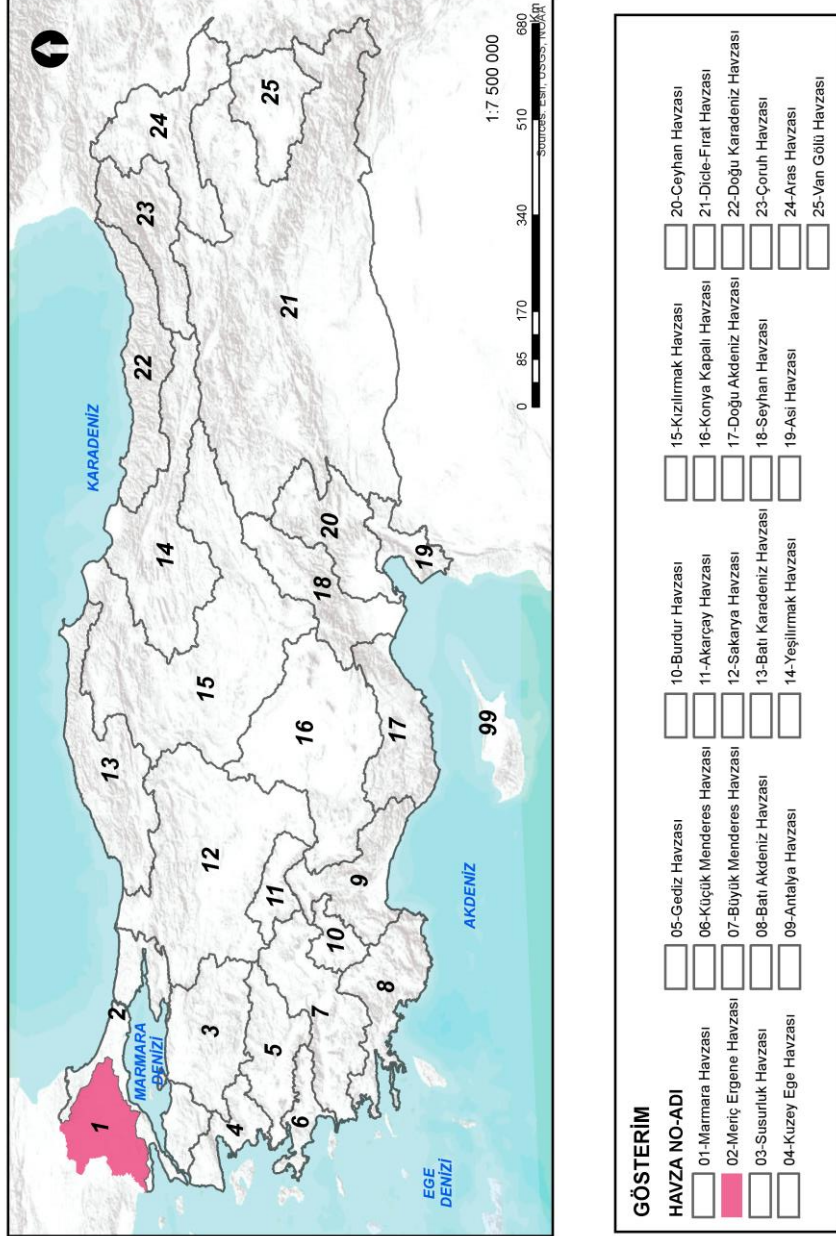 KARADENİZ
MARMARA
DENİZİ
EGE
DENİZİ
AKDENİZ
1
2
3
4
5
6
7
8
9
10
11
12
13
14
15
16
17
18
19
20
21
22
23
24
25
99
1:7 500 000
0 85 170 340 510 680 Km
Sources: Esri, USGS, NOAA
GÖSTERİM
HAVZA NO-ADI
01-Marmara Havzası
02-Meriç Ergene Havzası
03-Susurluk Havzası
04-Kuzey Ege Havzası
05-Gediz Havzası
06-Küçük Menderes Havzası
07-Büyük Menderes Havzası
08-Batı Akdeniz Havzası
09-Antalya Havzası
10-Burdur Havzası
11-Akarçay Havzası
12-Sakarya Havzası
13-Batı Karadeniz Havzası
14-Yeşilırmak Havzası
15-Kızılırmak Havzası
16-Konya Kapalı Havzası
17-Doğu Akdeniz Havzası
18-Seyhan Havzası
19-Asi Havzası
20-Ceyhan Havzası
21-Dicle-Fırat Havzası
22-Doğu Karadeniz Havzası
23-Çoruh Havzası
24-Aras Havzası
25-Van Gölü Havzası